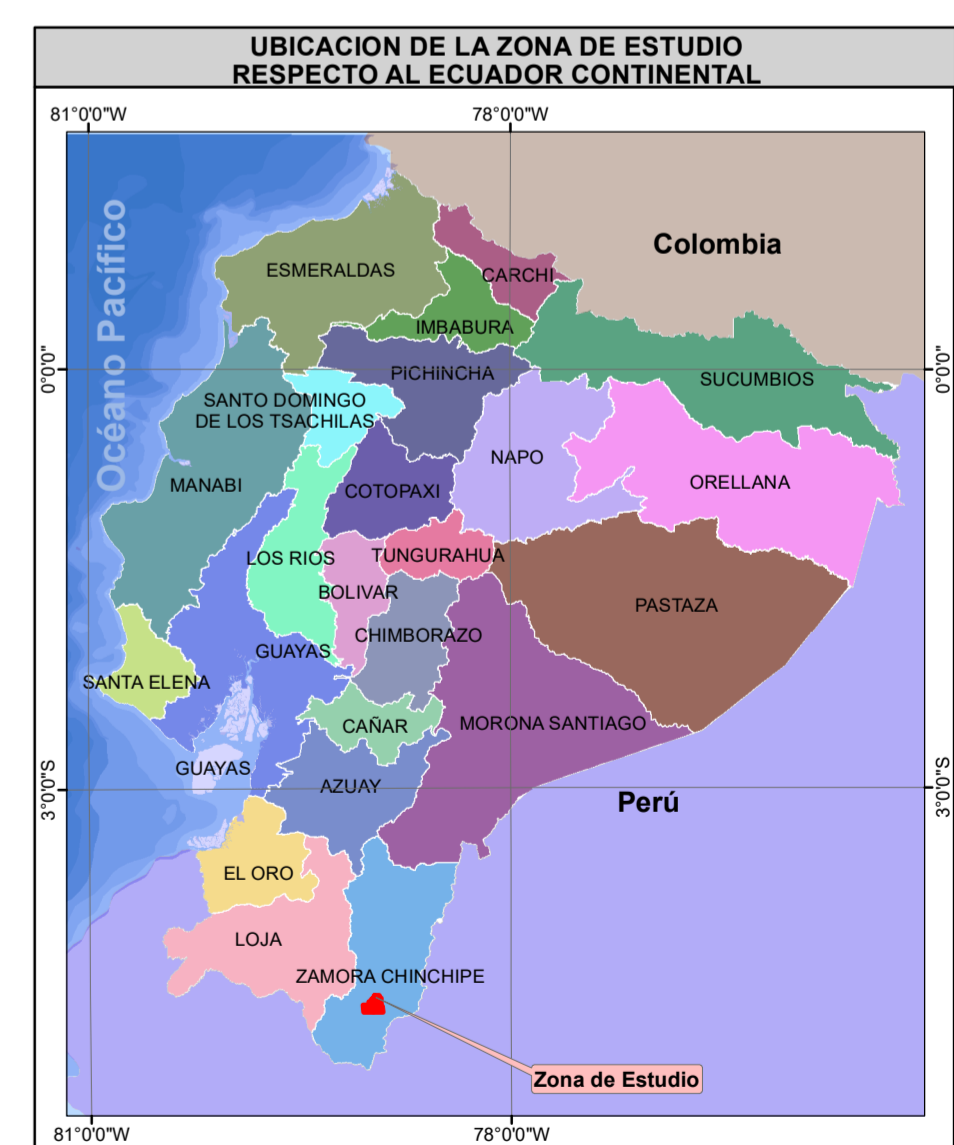 UBICACION DE LA ZONA DE ESTUDIO
RESPECTO AL ECUADOR CONTINENTAL
81°0'0"W
78°0'0"W
Océano Pacífico
Colombia
ESMERALDAS
CARCHI
IMBABURA
0°0'0"
PICHINCHA
SUCUMBIOS
0°0'0"
SANTO DOMINGO
DE LOS TSACHILAS
NAPO
MANABI
COTOPAXI
ORELLANA
LOS RIOS
TUNGURAHUA
BOLIVAR
PASTAZA
CHIMBORAZO
GUAYAS
SANTA ELENA
CAÑAR
MORONA SANTIAGO
GUAYAS
AZUAY
3°0'0"S
Perú
3°0'0"S
EL ORO
LOJA
ZAMORA CHINCHIPE
Zona de Estudio
81°0'0"W
78°0'0"W